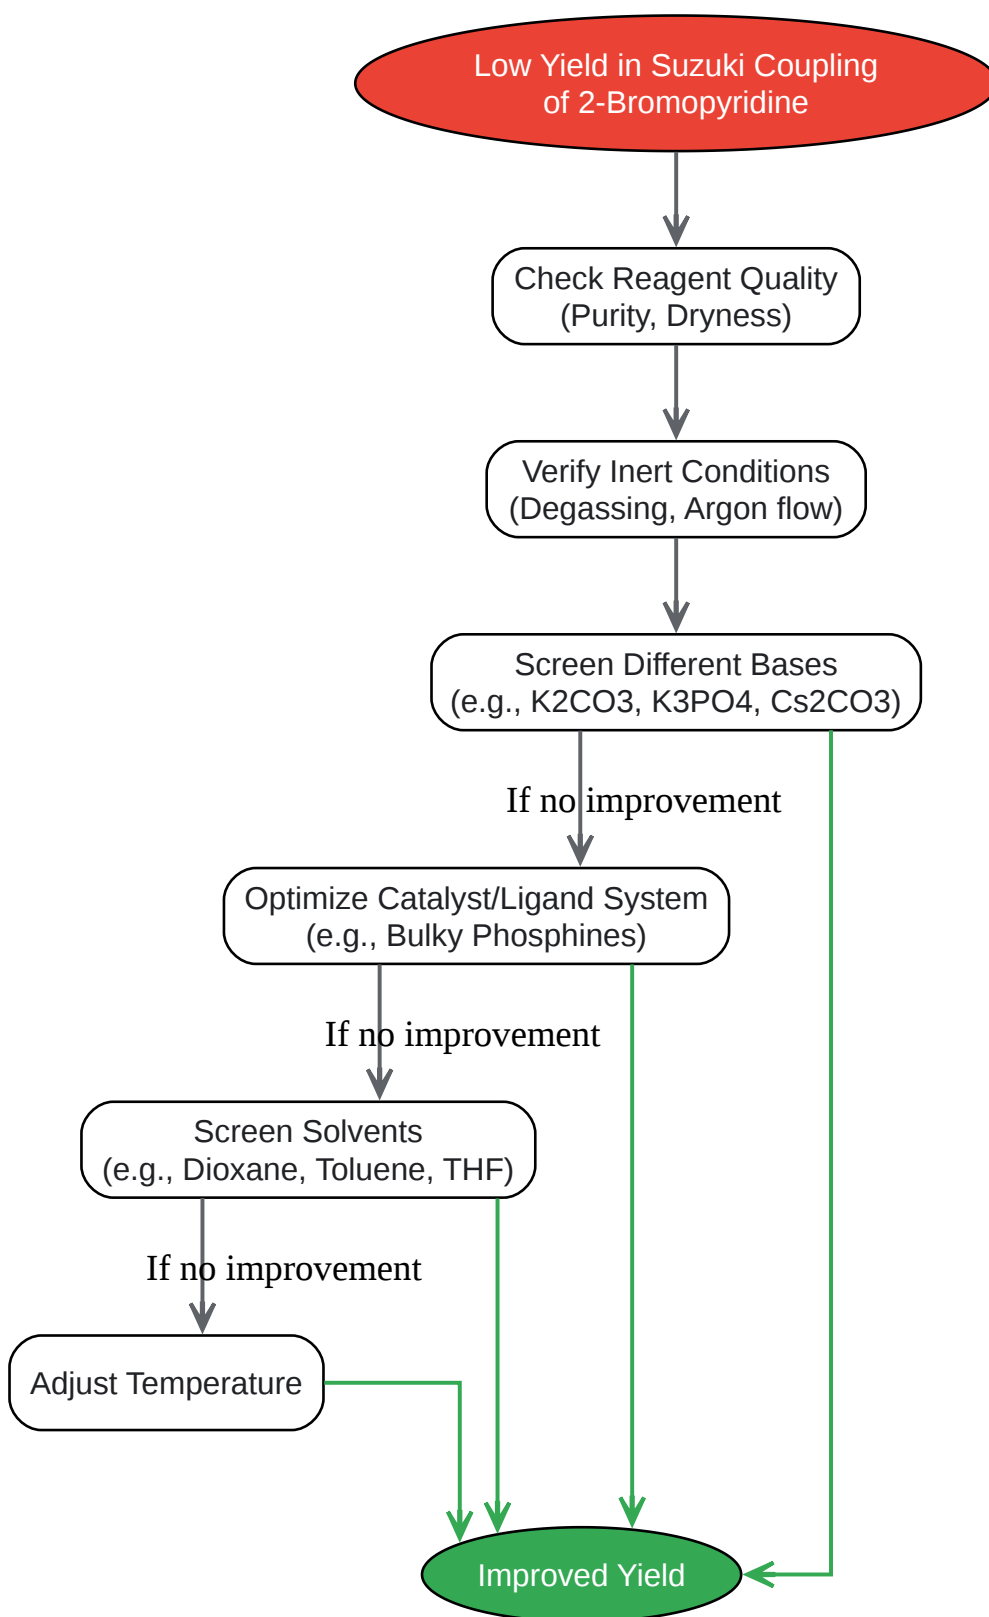 Low Yield in Suzuki Coupling
of 2-Bromopyridine
Check Reagent Quality
(Purity, Dryness)
Verify Inert Conditions
(Degassing, Argon flow)
Screen Different Bases
(e.g., K2CO3, K3PO4, Cs2CO3)
If no improvement
Optimize Catalyst/Ligand System
(e.g., Bulky Phosphines)
If no improvement
Screen Solvents
(e.g., Dioxane, Toluene, THF)
If no improvement
Adjust Temperature
Improved Yield